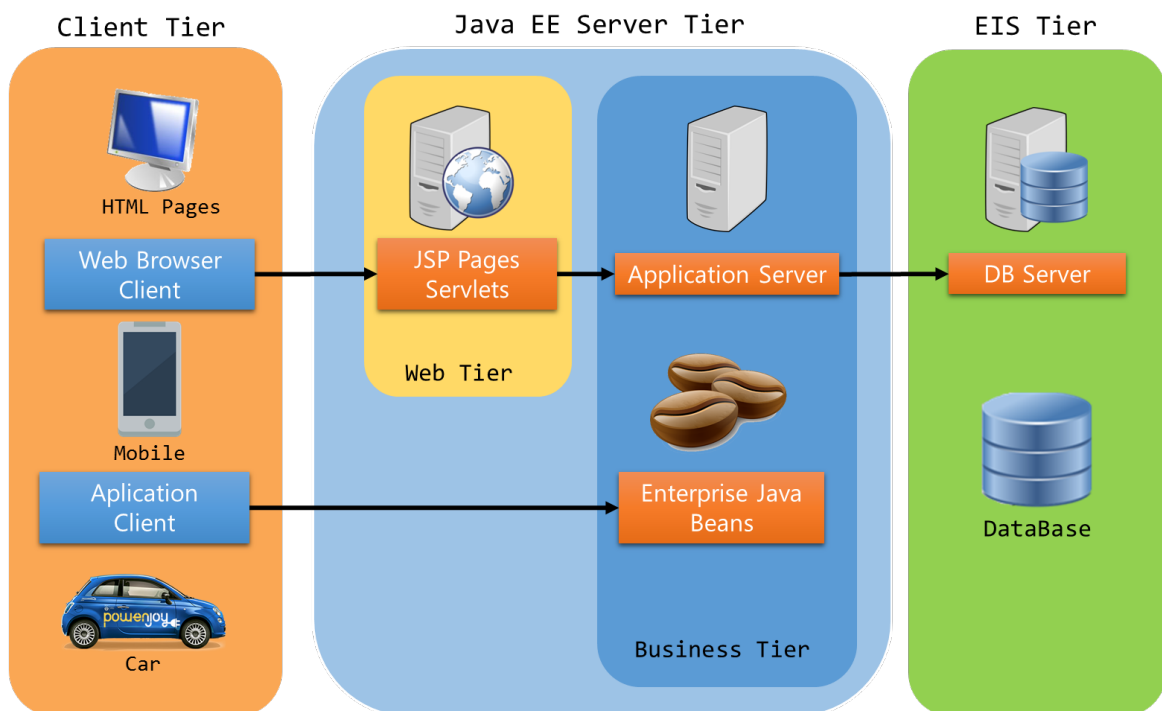 Client Tier
Java EE Server Tier
EIS Tier
HTML Pages
Web Browser
Client
JSP Pages
Servlets
Application Server
DB Server
Web Tier
Mobile
Aplication
Client
Enterprise Java
Beans
DataBase
powenjoy
Car
Business Tier